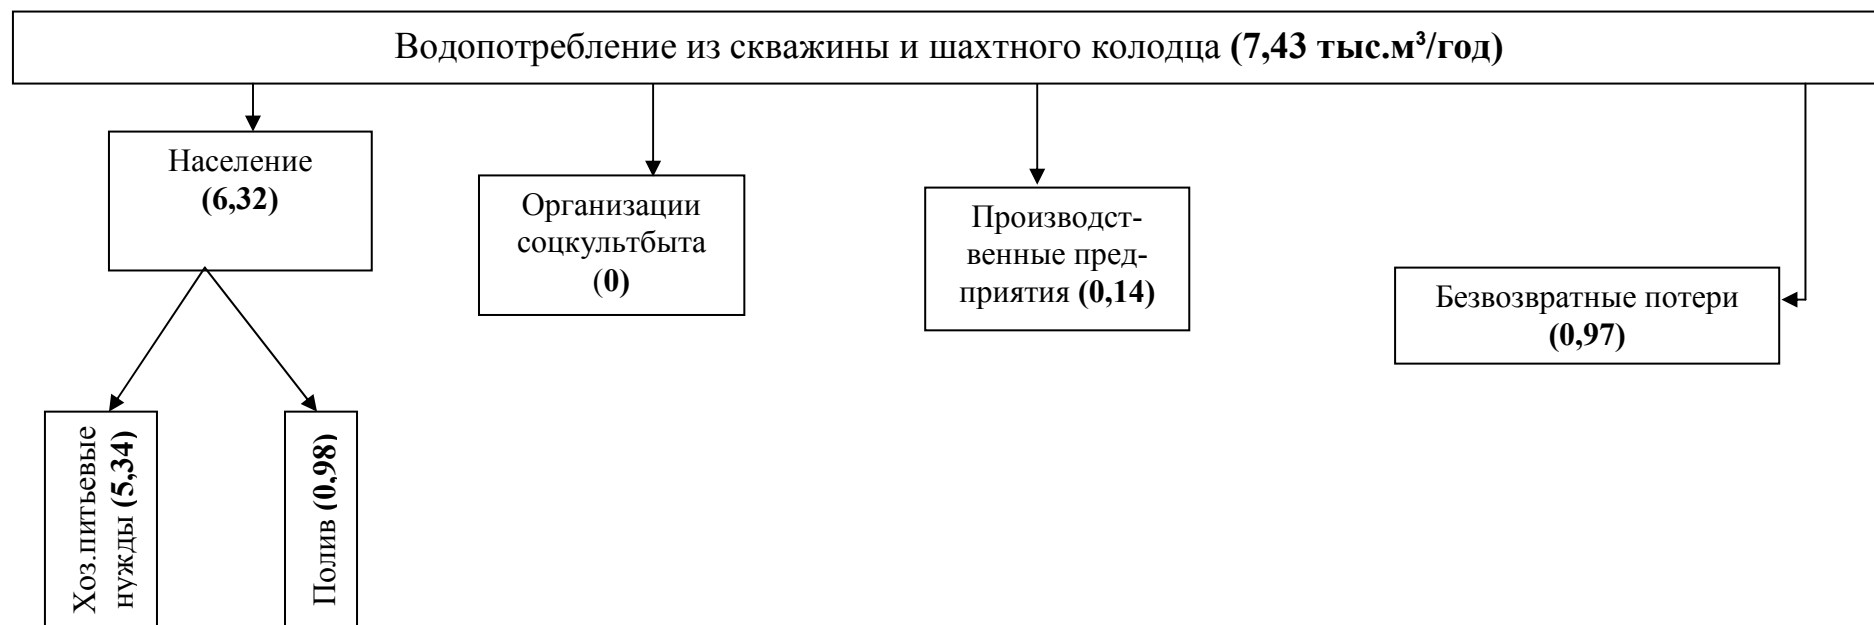 Водопотребление из скважины и шахтного колодца (7,43 тыс.м³/год)
Население
(6,32)
Организации
соцкультбыта
(0)
Производст-
венные пред-
приятия (0,14)
Безвозвратные потери
(0,97)
Хоз.питьевые
нужды (5,34)
Полив (0,98)